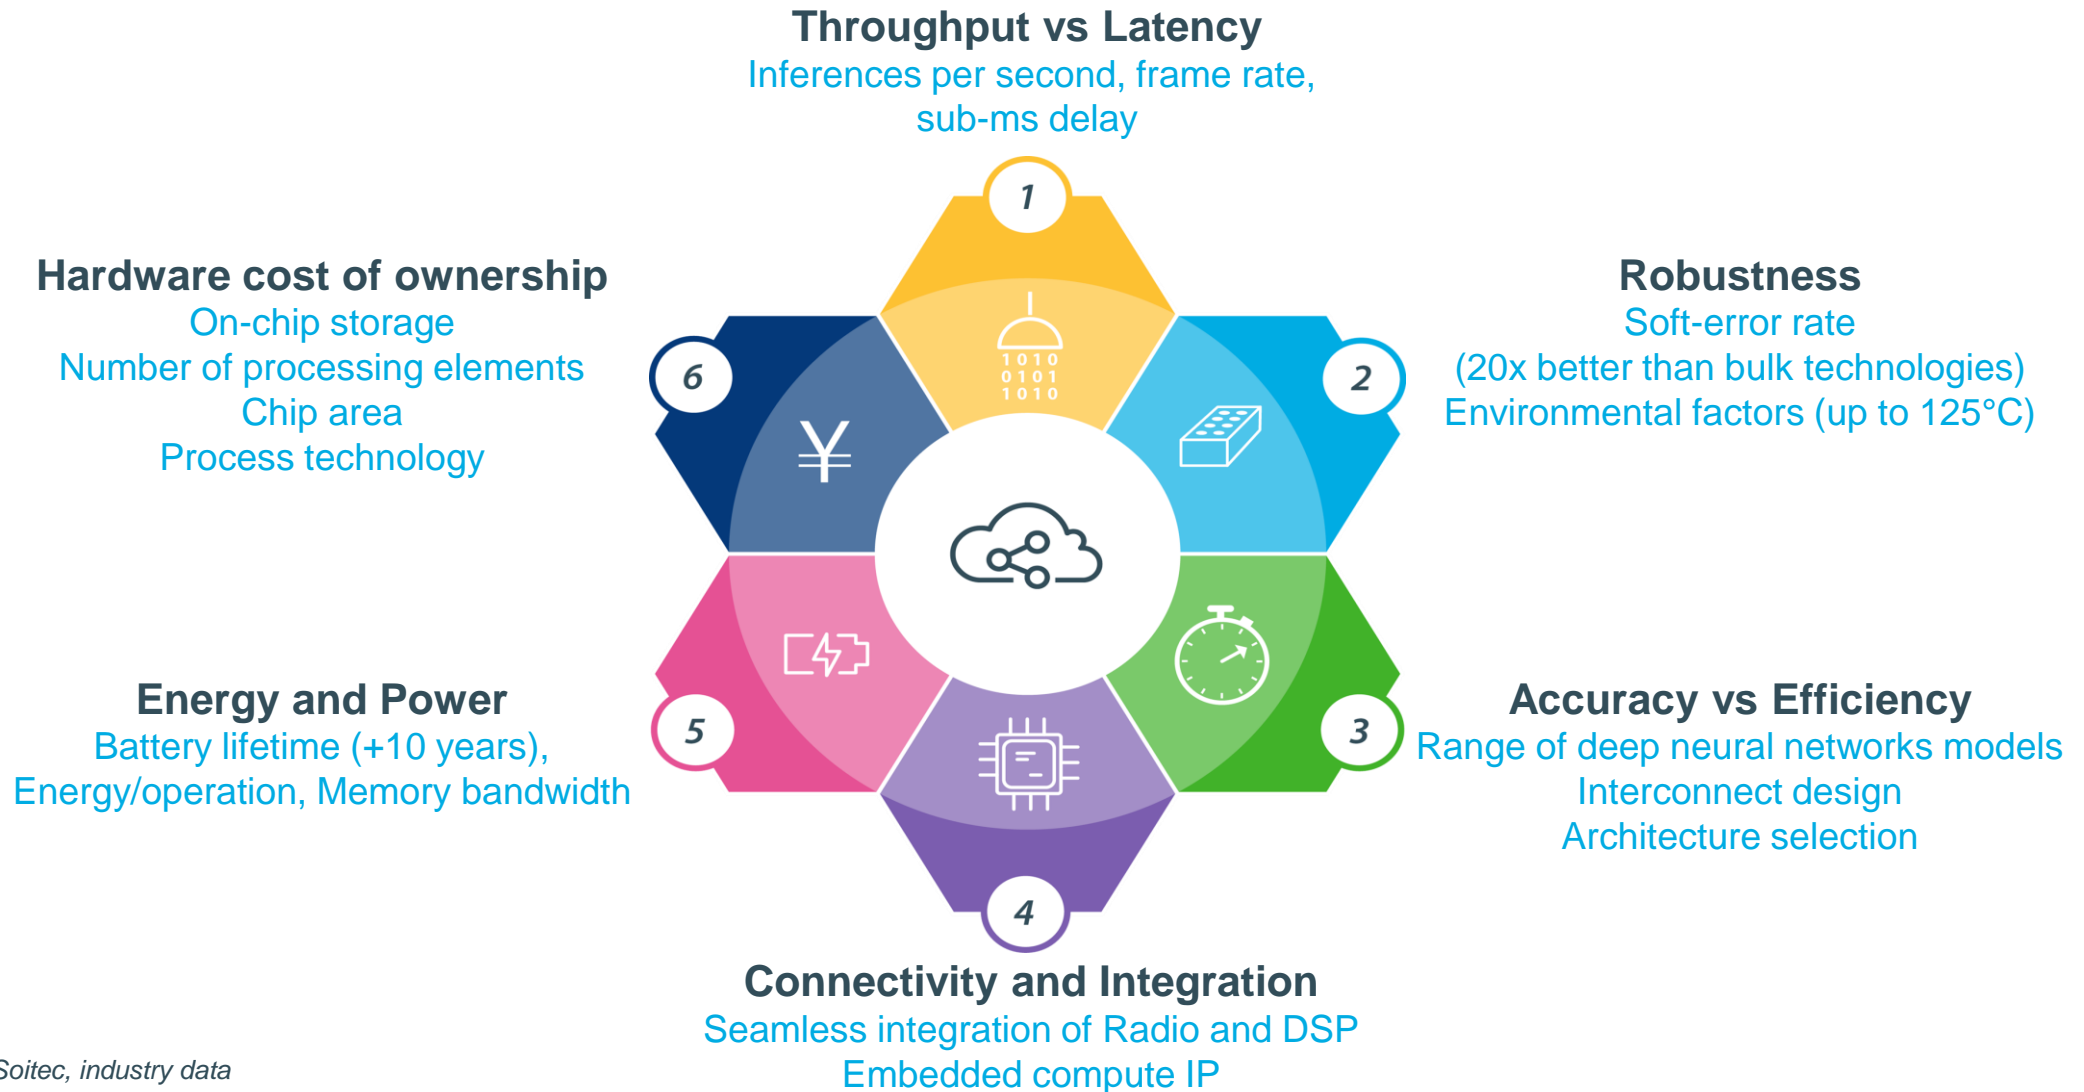 Throughput vs Latency
Inferences per second, frame rate,
sub-ms delay
1
1010
0101
1010
2
Robustness
Soft-error rate
(20x better than bulk technologies)
Environmental factors (up to 125°C)
3
Accuracy vs Efficiency
Range of deep neural networks models
Interconnect design
Architecture selection
4
Connectivity and Integration
Seamless integration of Radio and DSP
Embedded compute IP
5
Energy and Power
Battery lifetime (+10 years),
Energy/operation, Memory bandwidth
6
Hardware cost of ownership
On-chip storage
Number of processing elements
Chip area
Process technology
¥
Soitec, industry data